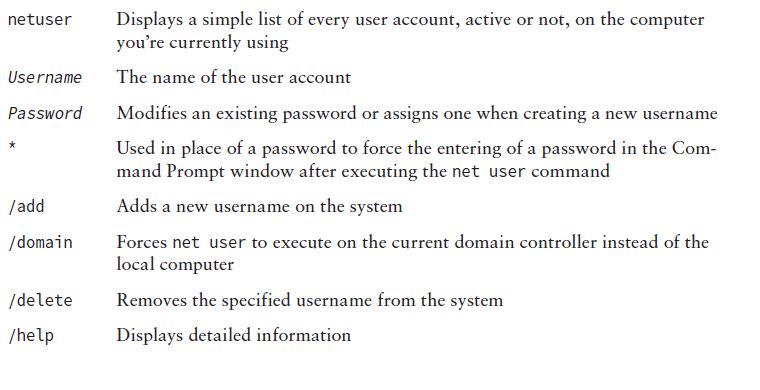 netuser Displays a simple list of every user account, active or not, on the computer
you're currently using
Username The name of the user account
Password Modifies an existing password or assigns one when creating a new username
* Used in place of a password to force the entering of a password in the Com-
mand Prompt window after executing the net user command
/add Adds a new username on the system
/domain Forces net user to execute on the current domain controller instead of the
local computer
/delete Removes the specified username from the system
/help Displays detailed information